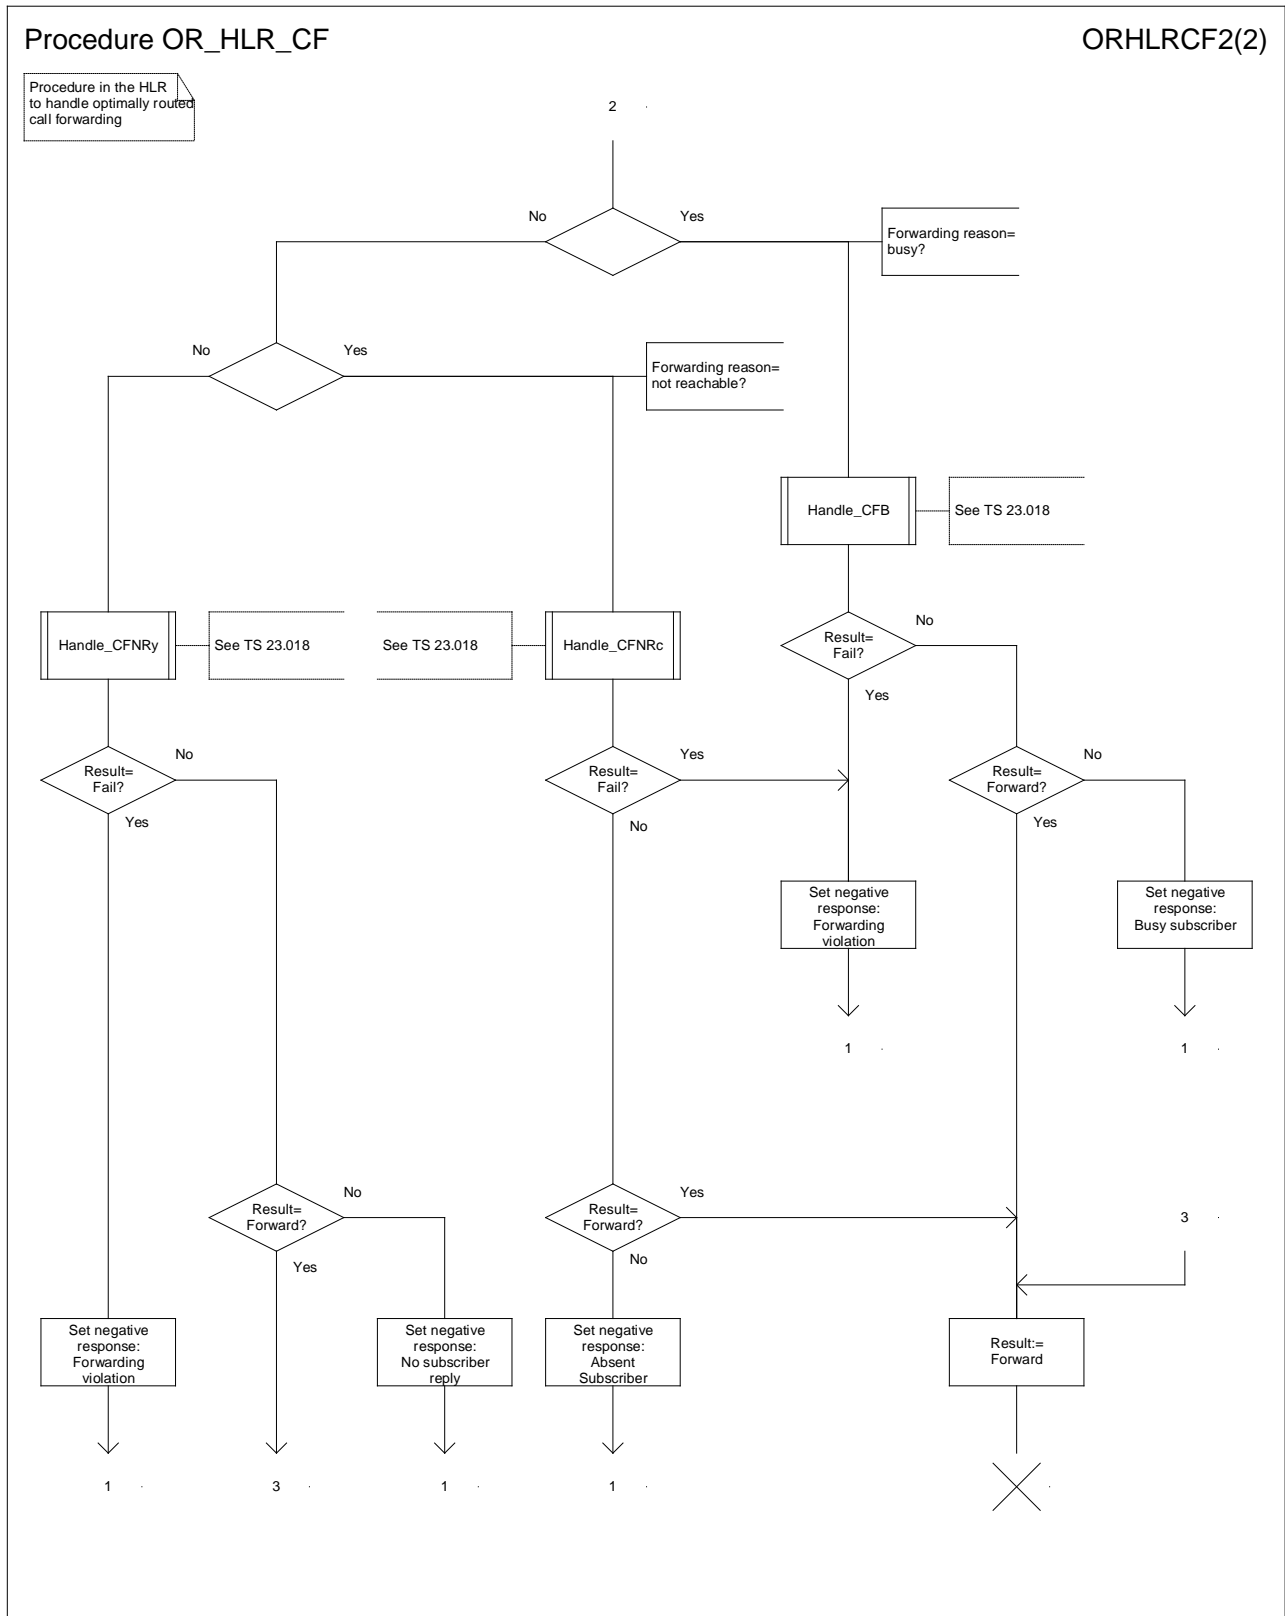 Procedure OR_HLR_CF
ORHLRCF2(2)
Procedure in the HLR
to handle optimally routed
call forwarding
2
No
Yes
Forwarding reason=
busy?
No
Yes
Forwarding reason=
not reachable?
Handle_CFB
See TS 23.018
Handle_CFNRy
See TS 23.018
See TS 23.018
Handle_CFNRc
Result=
Fail?
No
Yes
Result=
Fail?
No
Yes
Result=
Fail?
Yes
No
Result=
Forward?
No
Yes
Set negative
response:
Forwarding
violation
Set negative
response:
Busy subscriber
1
1
Result=
Forward?
No
Yes
Result=
Forward?
Yes
No
3
Set negative
response:
Forwarding
violation
Set negative
response:
No subscriber
reply
Set negative
response:
Absent
Subscriber
Result:=
Forward
1
3
1
1